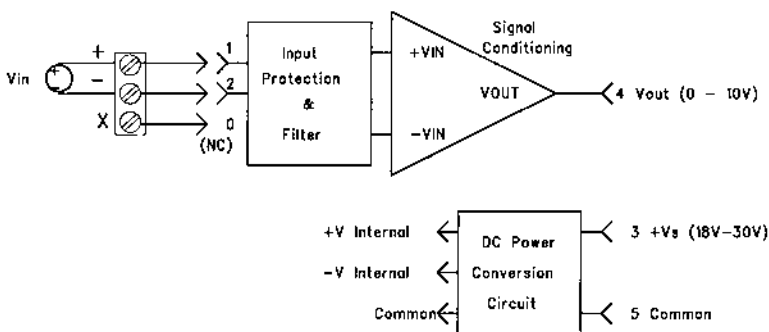 Signal
Conditioning
Vin
+
−
X
+
−
1
2
0
(NC)
Input
Protection
&
Filter
+VIN
VOUT
−VIN
4 Vout (0 − 10V)
+V Internal
−V Internal
Common
DC Power
Conversion
Circuit
3 +Vs (18V−30V)
5 Common